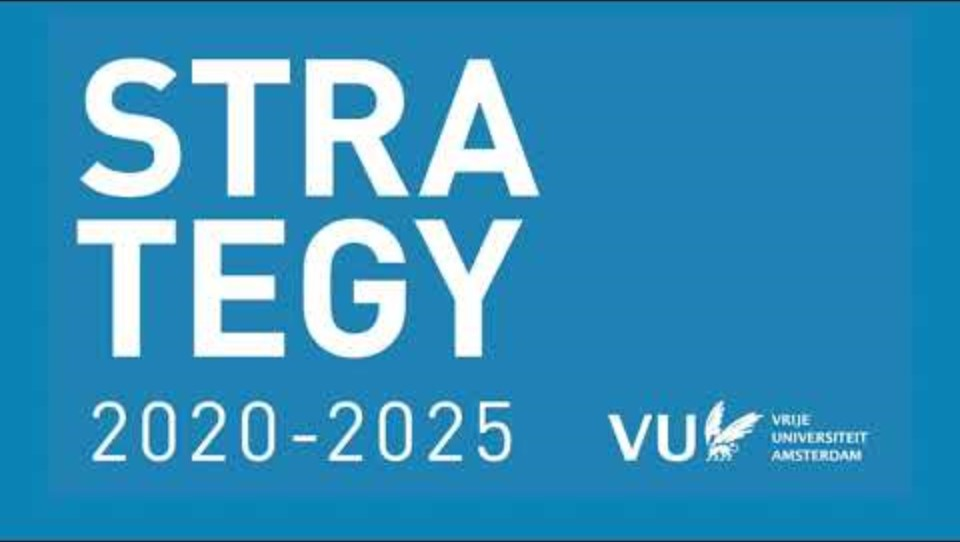 STRA
TEGY
2020-2025
VU
VRIJE
UNIVERSITEIT
AMSTERDAM